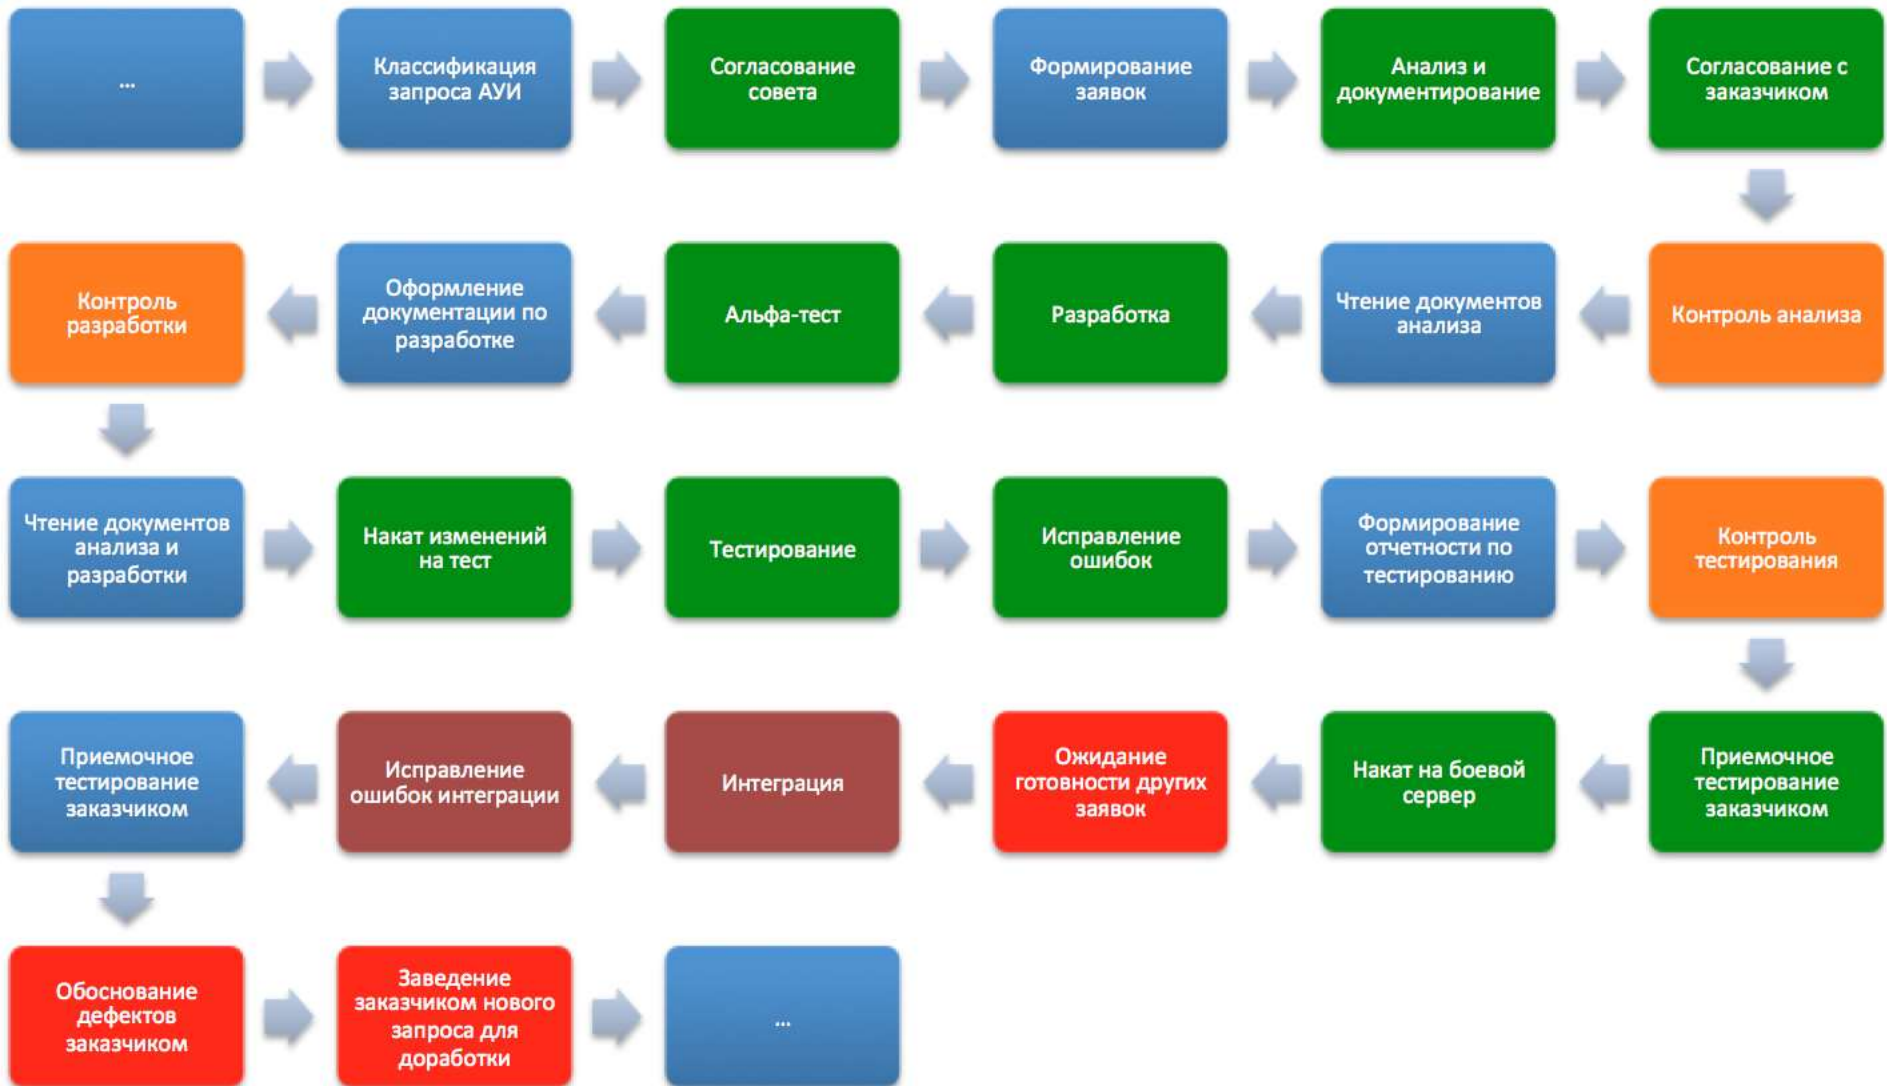 ...
Классификация
запроса АУИ
Согласование
совета
Формирование
заявок
Анализ и
документирование
Согласование с
заказчиком
Контроль анализа
Чтение документов
анализа
Разработка
Альфа-тест
Оформление
документации по
разработке
Контроль
разработки
Чтение документов
анализа и
разработки
Накат изменений
на тест
Тестирование
Исправление
ошибок
Формирование
отчетности по
тестированию
Контроль
тестирования
Приемочное
тестирование
заказчиком
Накат на боевой
сервер
Ожидание
готовности других
заявок
Интеграция
Исправление
ошибок интеграции
Приемочное
тестирование
заказчиком
Обоснование
дефектов
заказчиком
Заведение
заказчиком нового
запроса для
доработки
...